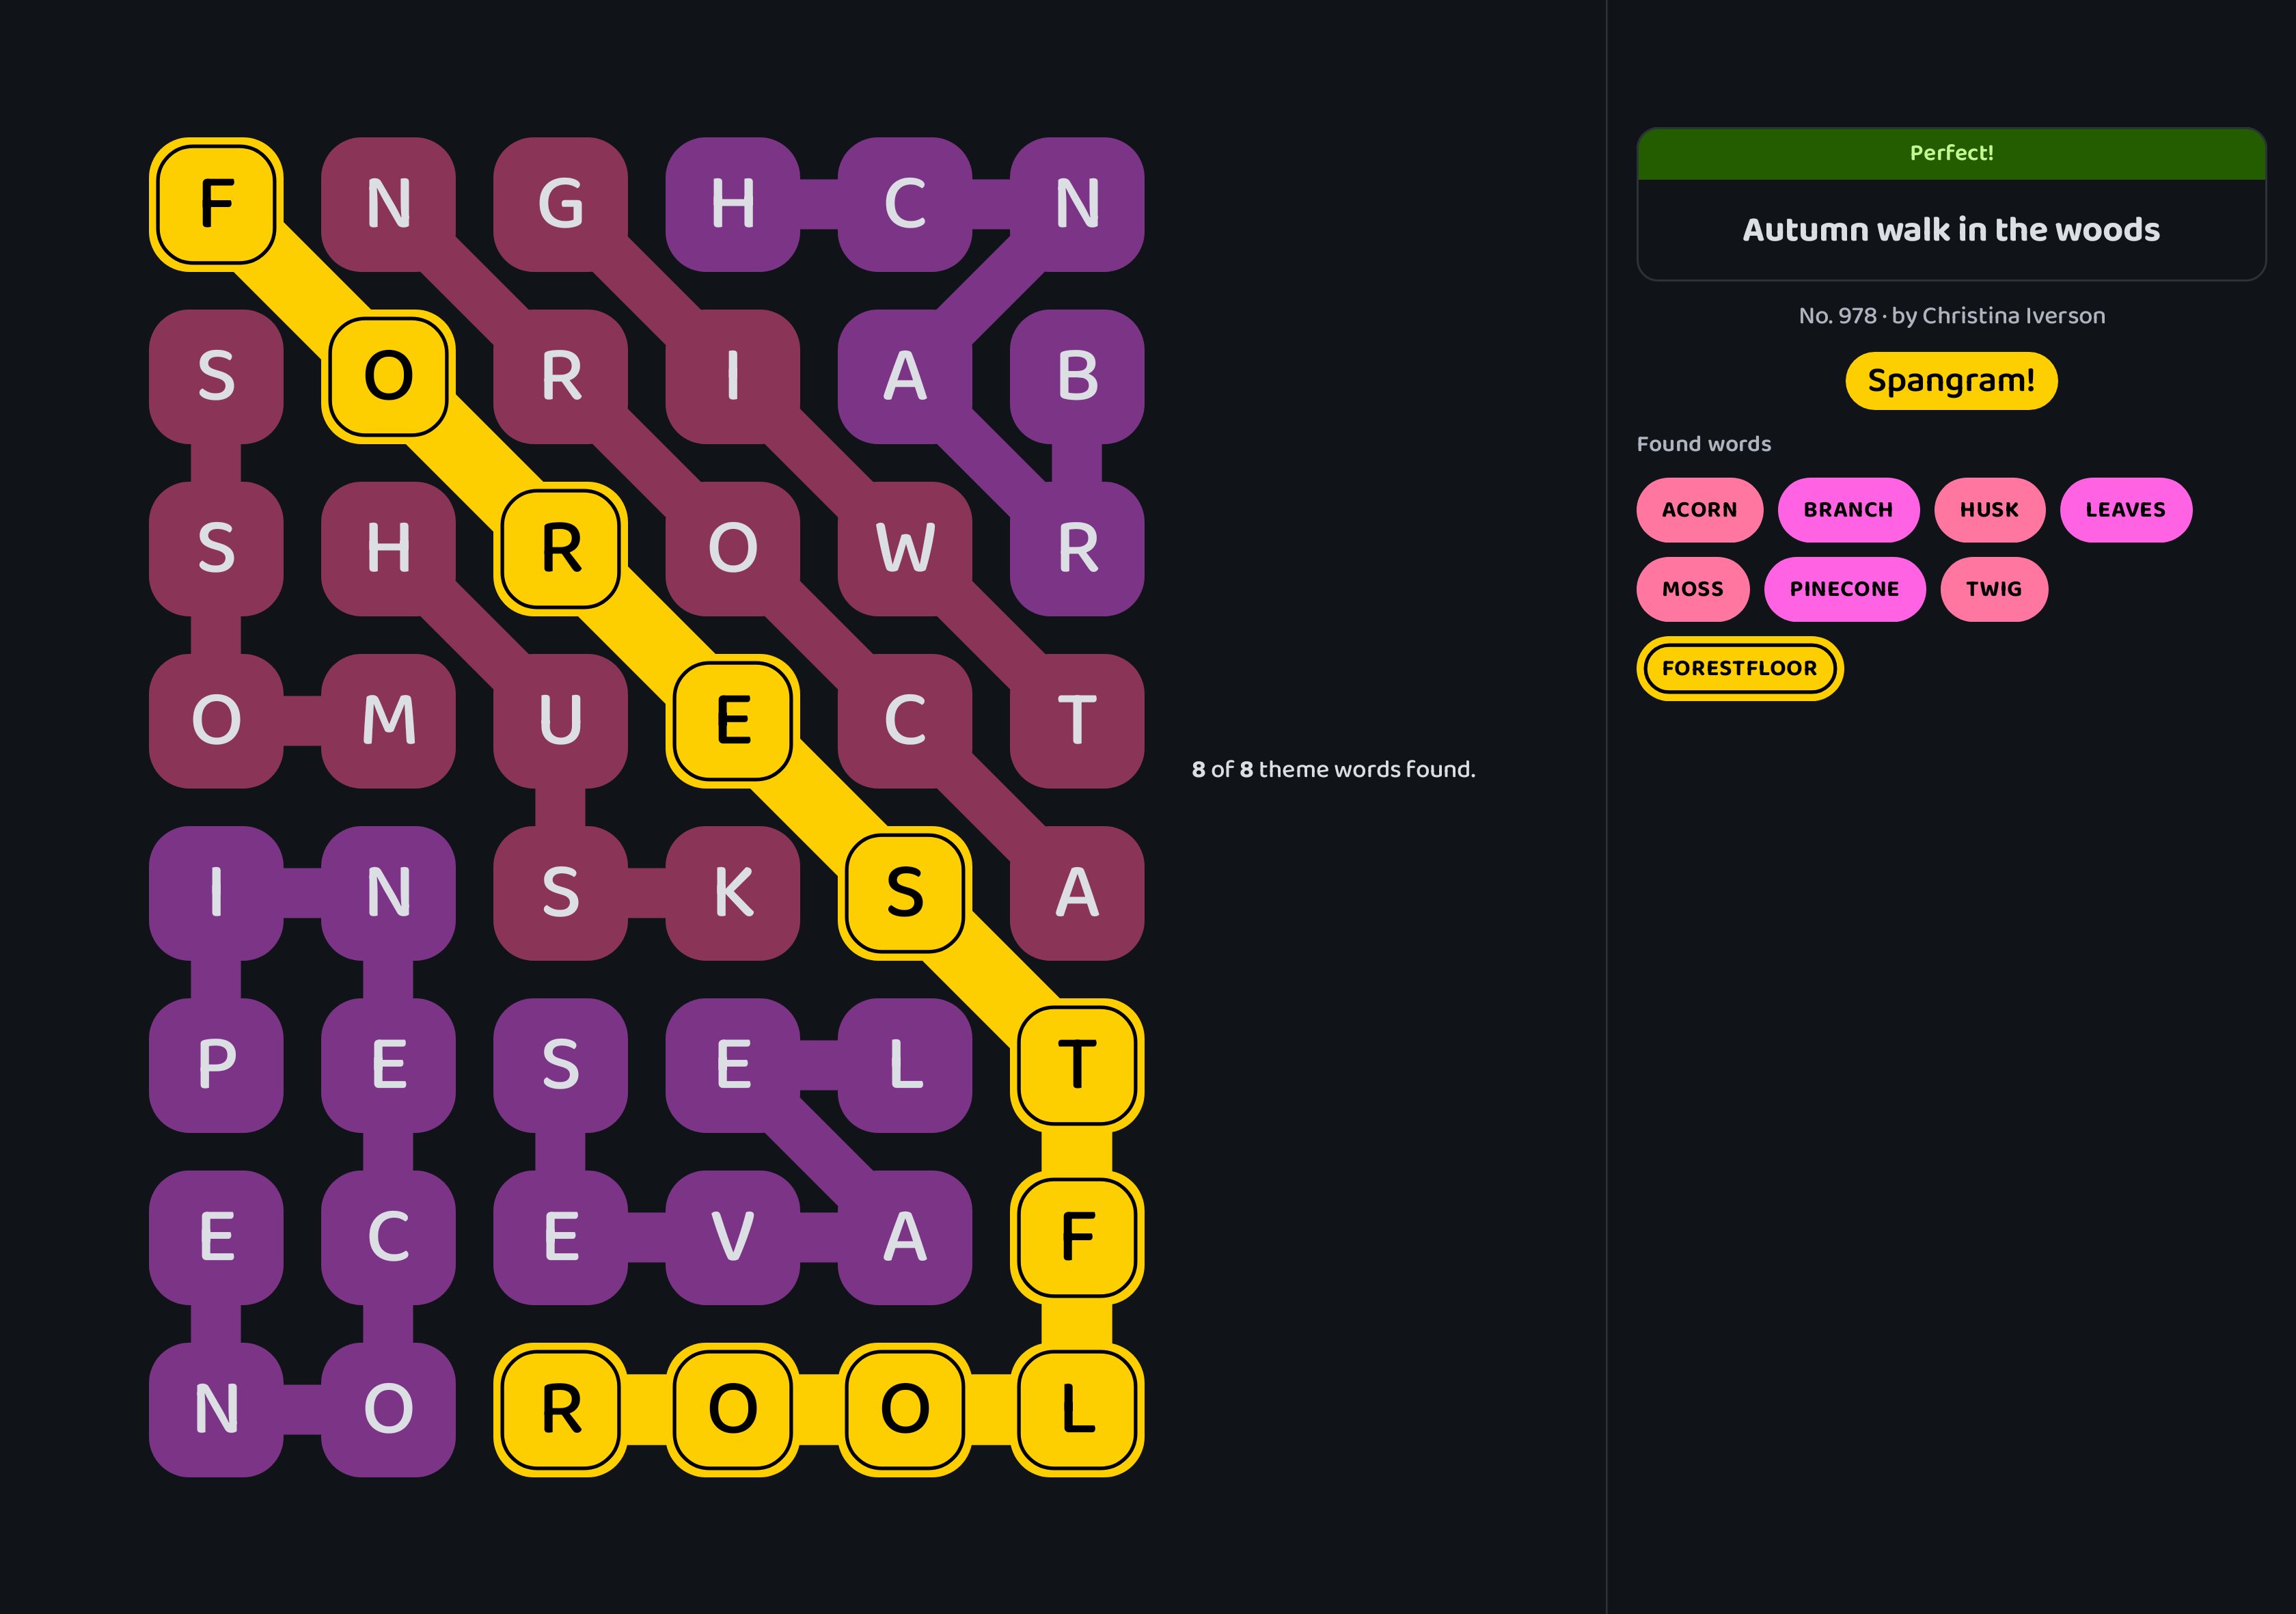 F N G H C N
S O R I A B
S H R O W R
O M U E C T
I N S K S A
P E S E L T
E C E V A F
N O R O O L
8 of 8 theme words found.
Perfect!
Autumn walk in the woods
No. 978 · by Christina Iverson
Spangram!
Found words
ACORN BRANCH HUSK LEAVES
MOSS PINECONE TWIG
FORESTFLOOR